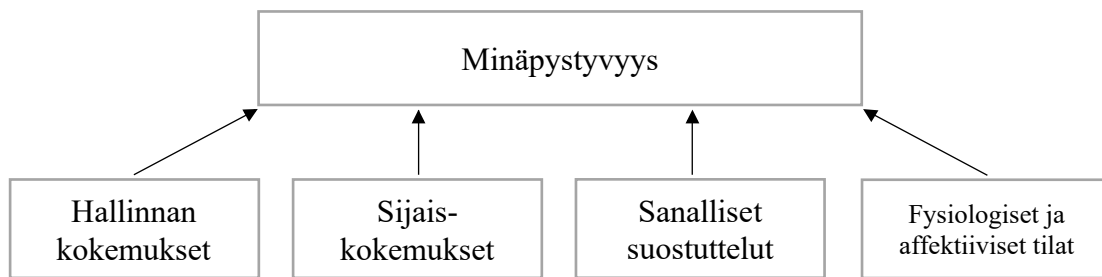 Minäpystyvyys
Hallinnan
kokemukset
Sijais-
kokemukset
Sanalliset
suostuttelut
Fysiologiset ja
affektiiviset tilat